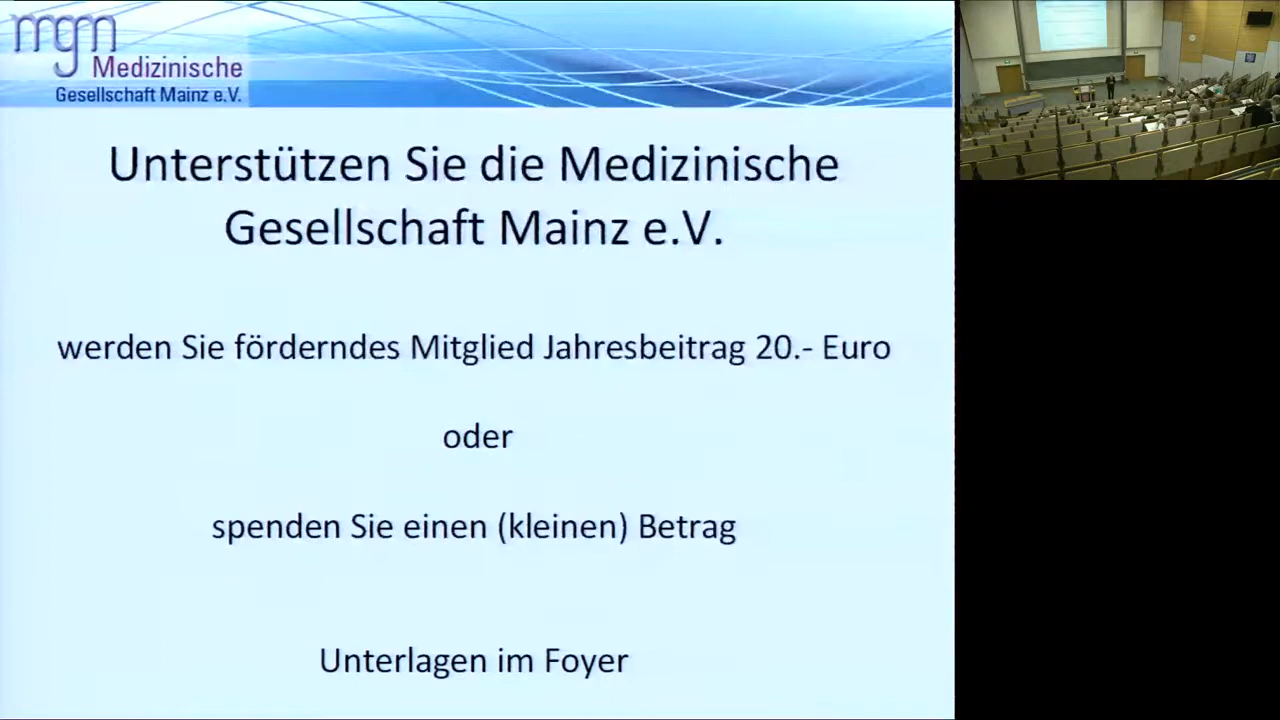 mgm
Medizinische
Gesellschaft Mainz e.V.
Unterstützen Sie die Medizinische
Gesellschaft Mainz e.V.
werden Sie förderndes Mitglied Jahresbeitrag 20.- Euro
oder
spenden Sie einen (kleinen) Betrag
Unterlagen im Foyer